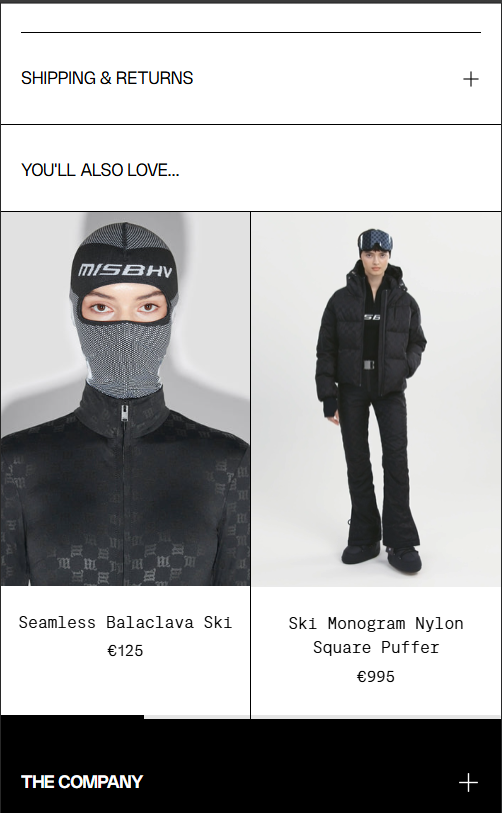 SHIPPING & RETURNS
YOU'LL ALSO LOVE...
MISBHV
Seamless Balaclava Ski
€125
Ski Monogram Nylon
Square Puffer
€995
THE COMPANY